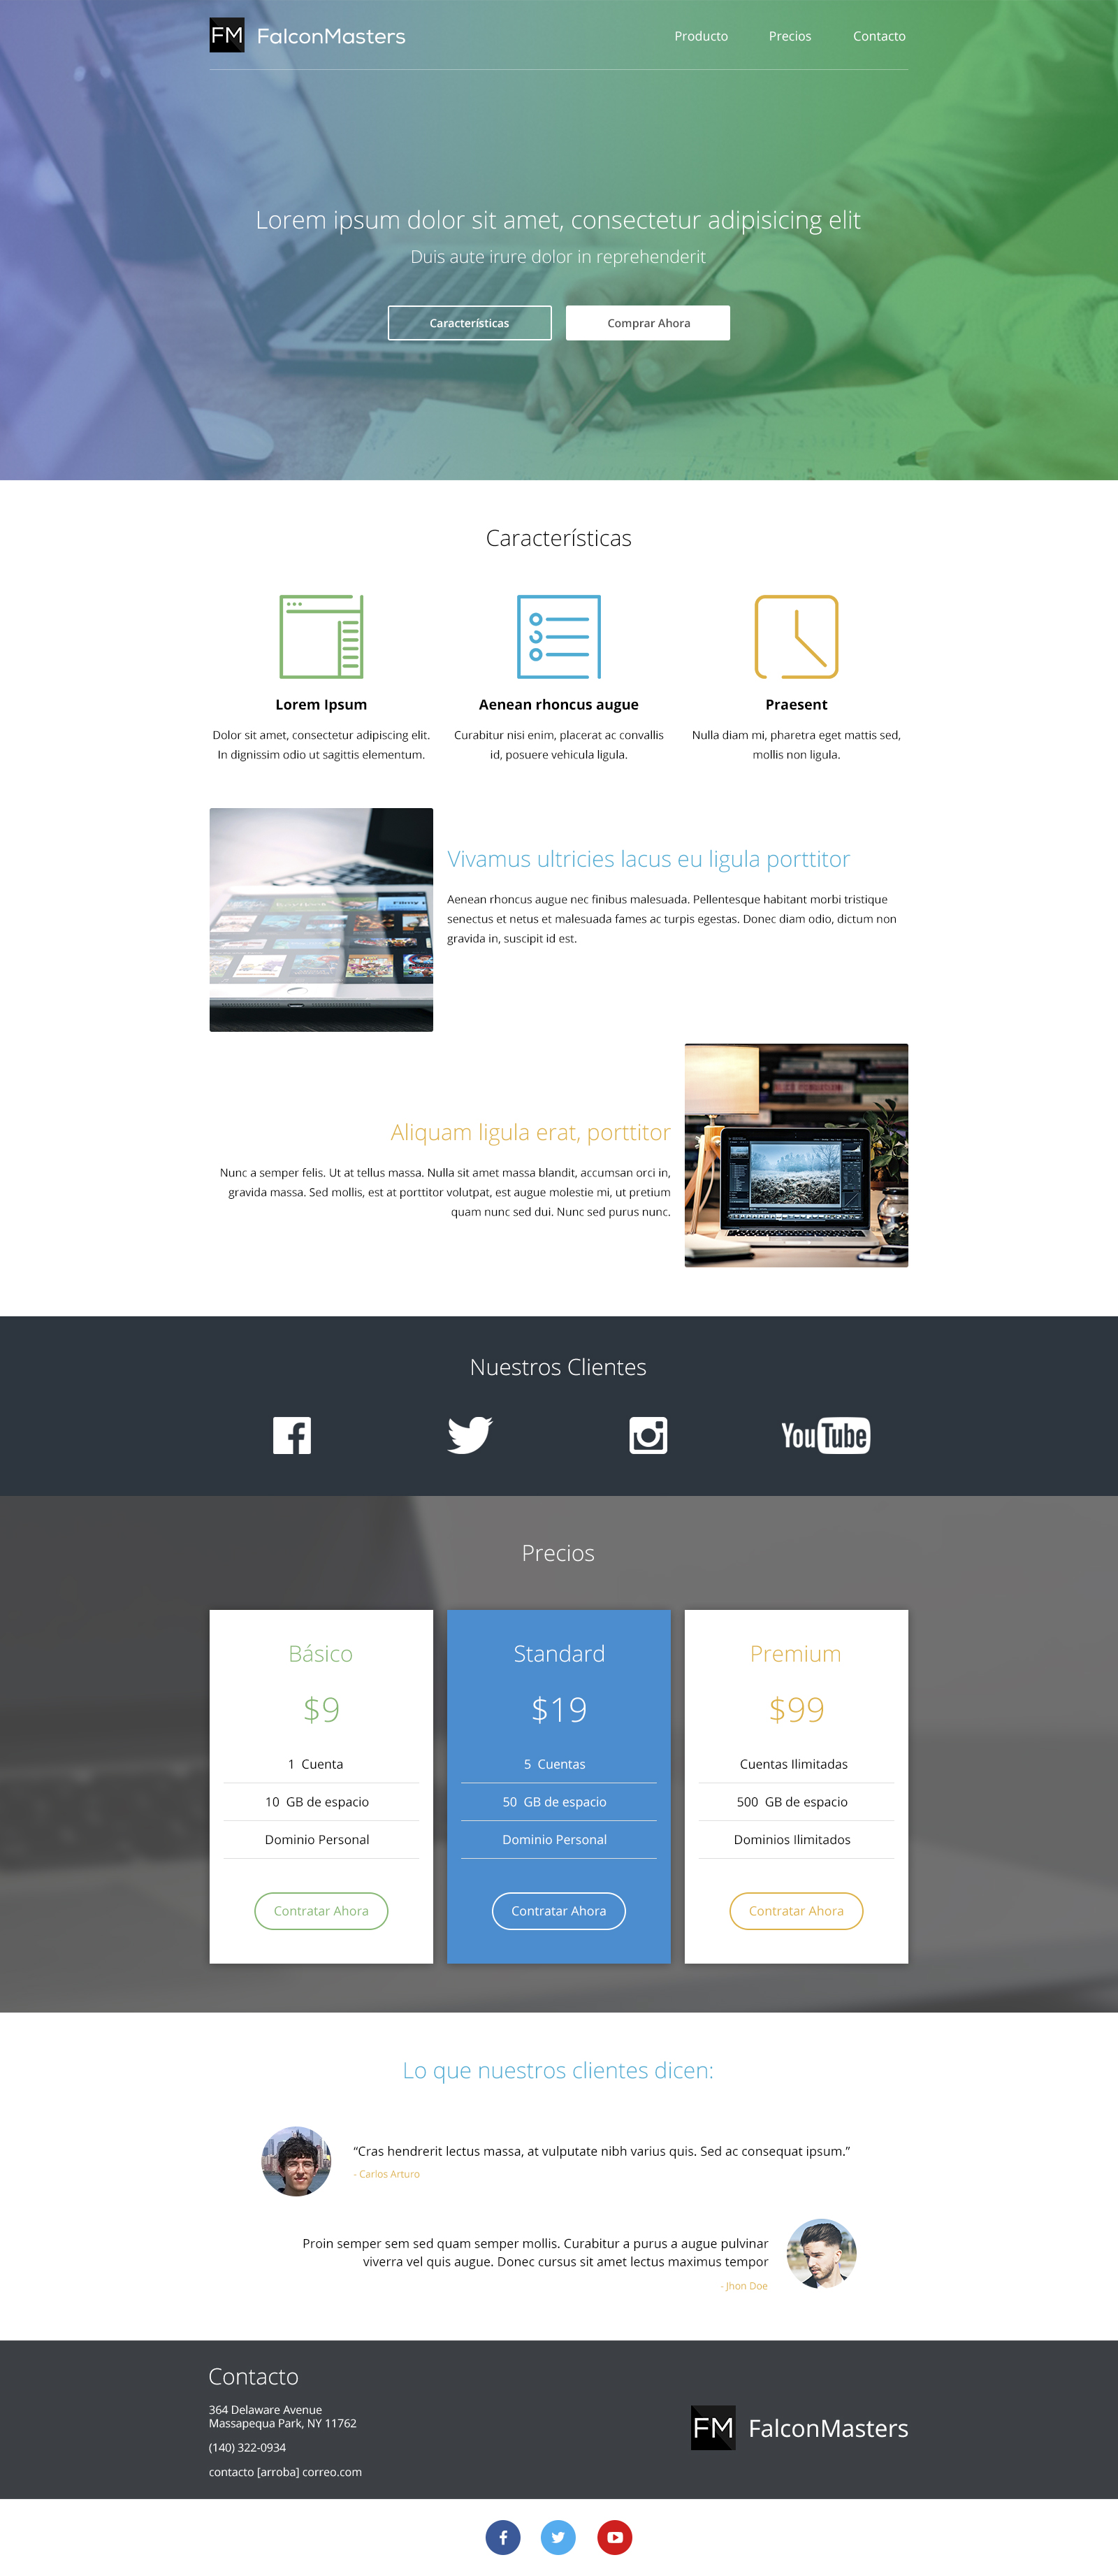 FM FalconMasters
Producto Precios Contacto
Lorem ipsum dolor sit amet, consectetur adipisicing elit
Duis aute irure dolor in reprehenderit
Características Comprar Ahora
Características
Lorem Ipsum
Dolor sit amet, consectetur adipiscing elit.
In dignissim odio ut sagittis elementum.
Aenean rhoncus augue
Curabitur nisi enim, placerat ac convallis
id, posuere vehicula ligula.
Praesent
Nulla diam mi, pharetra eget mattis sed,
mollis non ligula.
Vivamus ultricies lacus eu ligula porttitor
Aenean rhoncus augue nec finibus malesuada. Pellentesque habitant morbi tristique
senectus et netus et malesuada fames ac turpis egestas. Donec diam odio, dictum non
gravida in, suscipit id est.
Aliquam ligula erat, porttitor
Nunc a semper felis. Ut at tellus massa. Nulla sit amet massa blandit, accumsan orci in,
gravida massa. Sed mollis, est at porttitor volutpat, est augue molestie mi, ut pretium
quam nunc sed dui. Nunc sed purus nunc.
Nuestros Clientes
YouTube
Precios
Básico
$9
1 Cuenta
10 GB de espacio
Dominio Personal
Contratar Ahora
Standard
$19
5 Cuentas
50 GB de espacio
Dominio Personal
Contratar Ahora
Premium
$99
Cuentas Ilimitadas
500 GB de espacio
Dominios Ilimitados
Contratar Ahora
Lo que nuestros clientes dicen:
“Cras hendrerit lectus massa, at vulputate nibh varius quis. Sed ac consequat ipsum.”
- Carlos Arturo
Proin semper sem sed quam semper mollis. Curabitur a purus a augue pulvinar
viverra vel quis augue. Donec cursus sit amet lectus maximus tempor
- Jhon Doe
Contacto
364 Delaware Avenue
Massapequa Park, NY 11762
(140) 322-0934
contacto [arroba] correo.com
FM FalconMasters